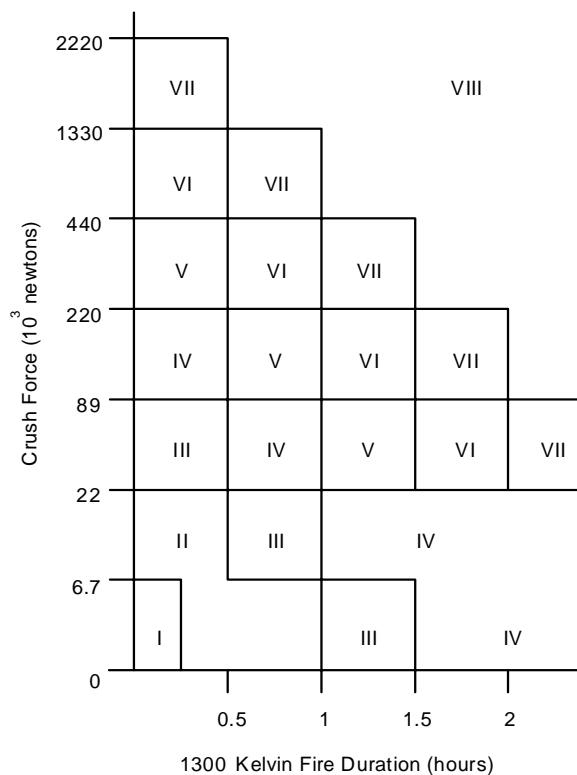 2220
VII
VIII
1330
VI
VII
440
V
VI
VII
220
IV
V
VI
VII
89
III
IV
V
VI
VII
22
II
III
IV
6.7
I
III
IV
0
0.5
1
1.5
2
1300 Kelvin Fire Duration (hours)
Crush Force (10³ newtons)